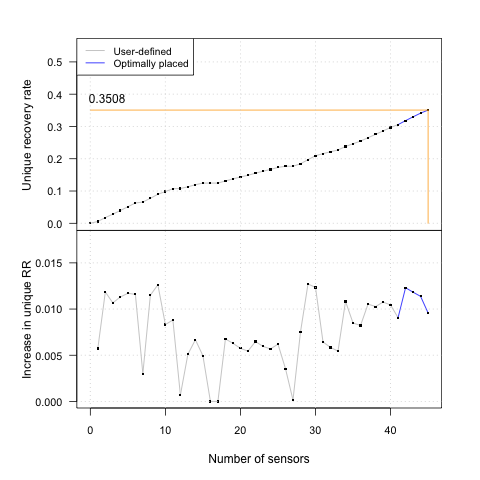 User-defined
Optimally placed
0.3508
Unique recovery rate
0.5
0.4
0.3
0.2
0.1
0.0
Increase in unique RR
0.015
0.010
0.005
0.000
0 10 20 30 40
Number of sensors